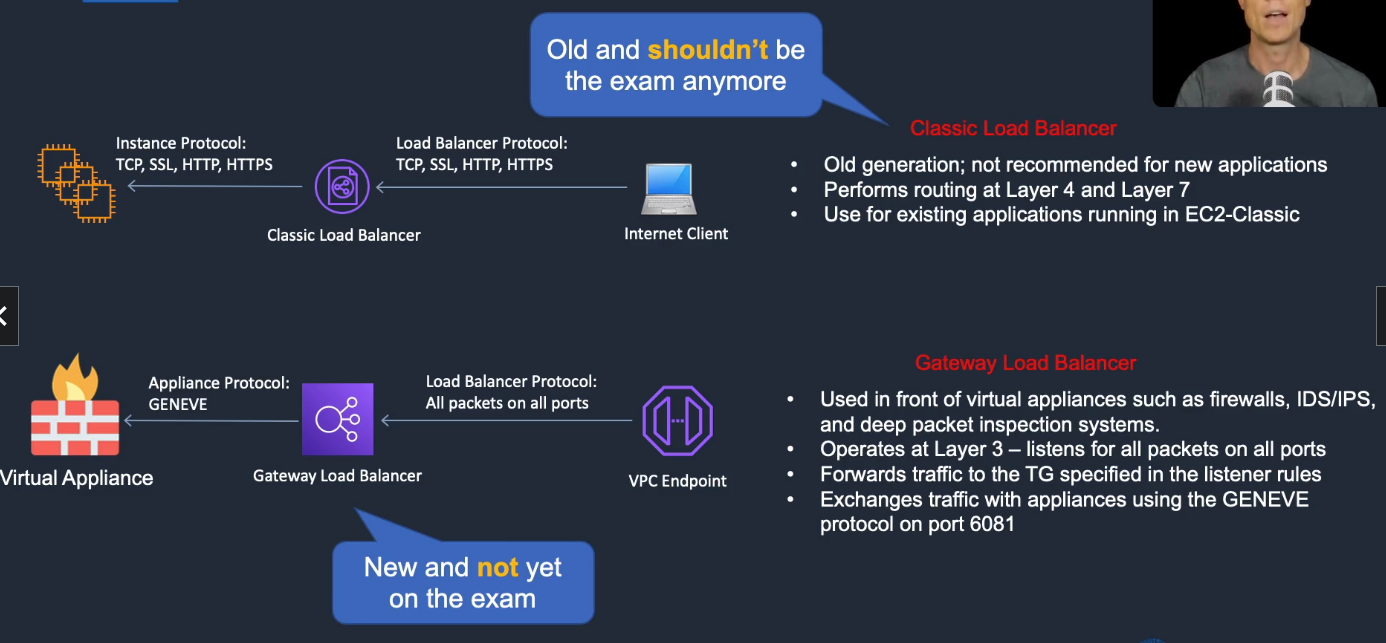 Old and shouldn't be
the exam anymore
Classic Load Balancer
Instance Protocol:
TCP, SSL, HTTP, HTTPS
Load Balancer Protocol:
TCP, SSL, HTTP, HTTPS
Classic Load Balancer
Internet Client
• Old generation; not recommended for new applications
• Performs routing at Layer 4 and Layer 7
• Use for existing applications running in EC2-Classic
Gateway Load Balancer
Appliance Protocol:
GENEVE
Load Balancer Protocol:
All packets on all ports
Virtual Appliance
Gateway Load Balancer
VPC Endpoint
• Used in front of virtual appliances such as firewalls, IDS/IPS,
and deep packet inspection systems.
• Operates at Layer 3 – listens for all packets on all ports
• Forwards traffic to the TG specified in the listener rules
• Exchanges traffic with appliances using the GENEVE
protocol on port 6081
New and not yet
on the exam